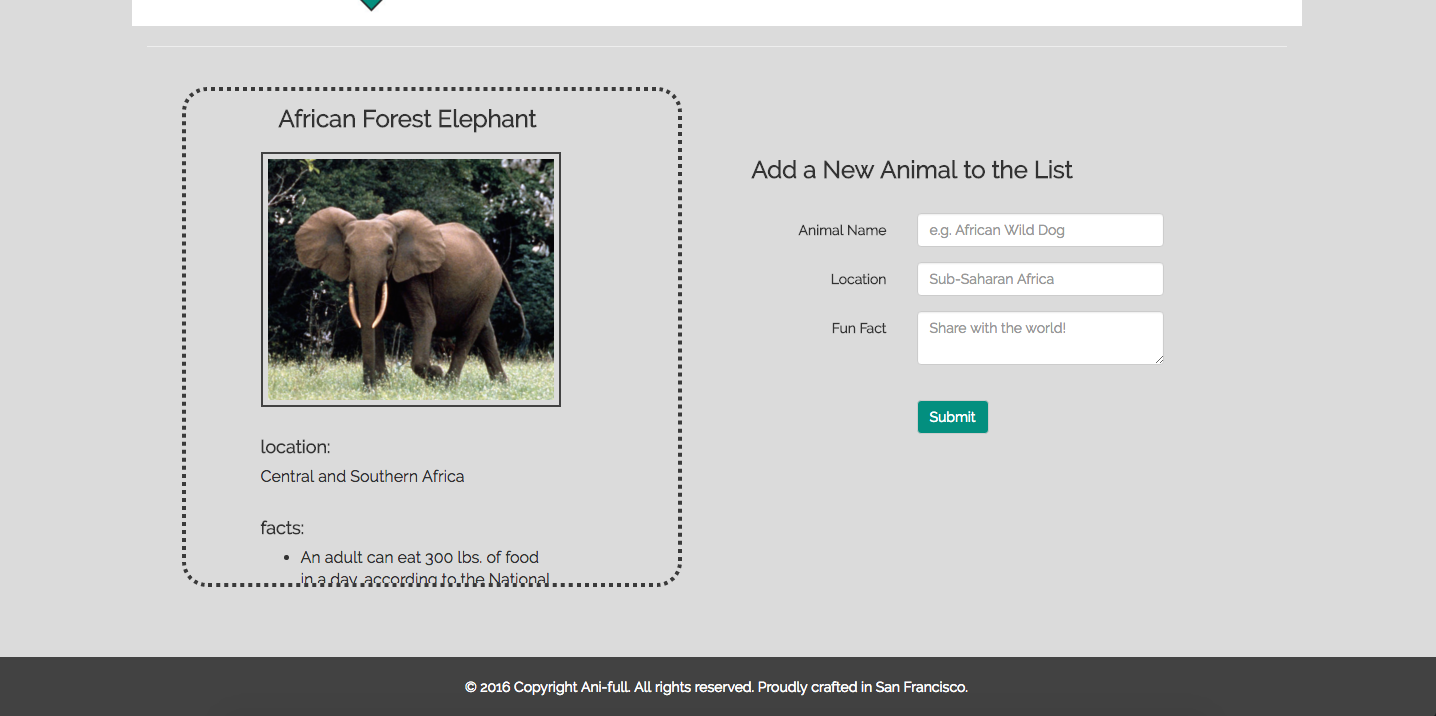 African Forest Elephant
location:
Central and Southern Africa
facts:
• An adult can eat 300 lbs. of food
in a day, according to the National
Add a New Animal to the List
Animal Name e.g. African Wild Dog
Location Sub-Saharan Africa
Fun Fact Share with the world!
Submit
© 2016 Copyright Ani-full. All rights reserved. Proudly crafted in San Francisco.